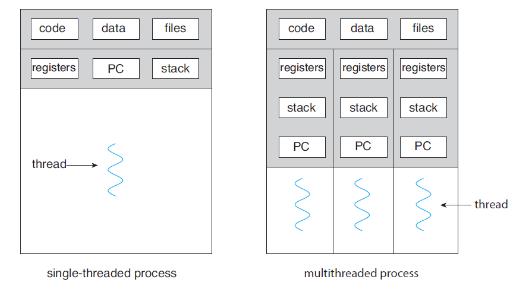 code data files
registers PC stack
thread
single-threaded process
code data files
registers registers registers
stack stack stack
PC PC PC
thread
multithreaded process